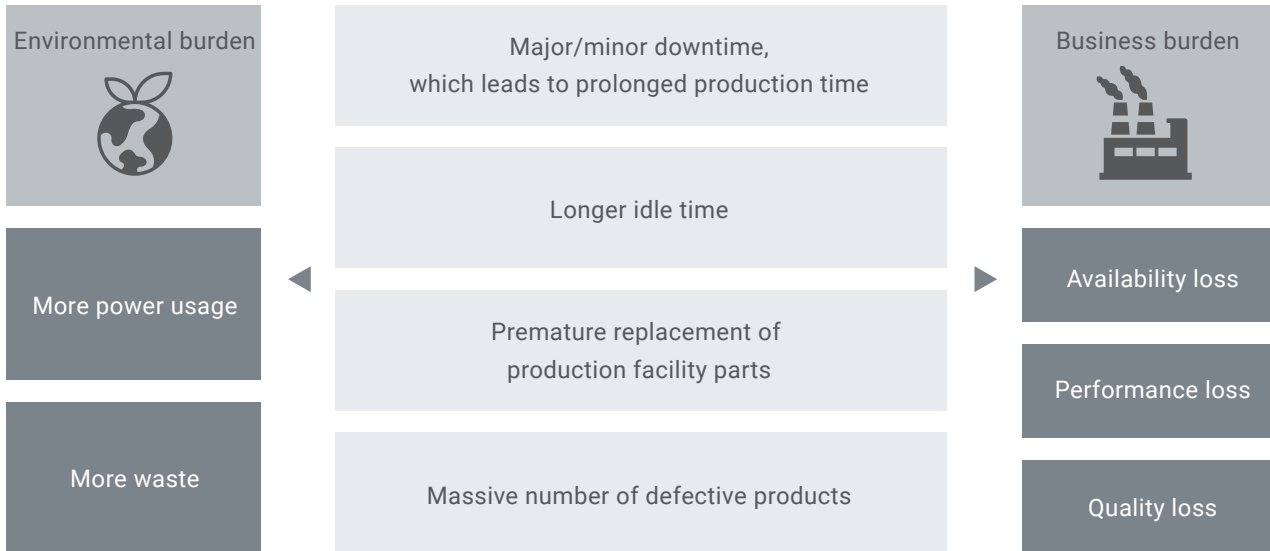 Environmental burden
More power usage
More waste
Major/minor downtime,
which leads to prolonged production time
Longer idle time
Premature replacement of
production facility parts
Massive number of defective products
Business burden
Availability loss
Performance loss
Quality loss